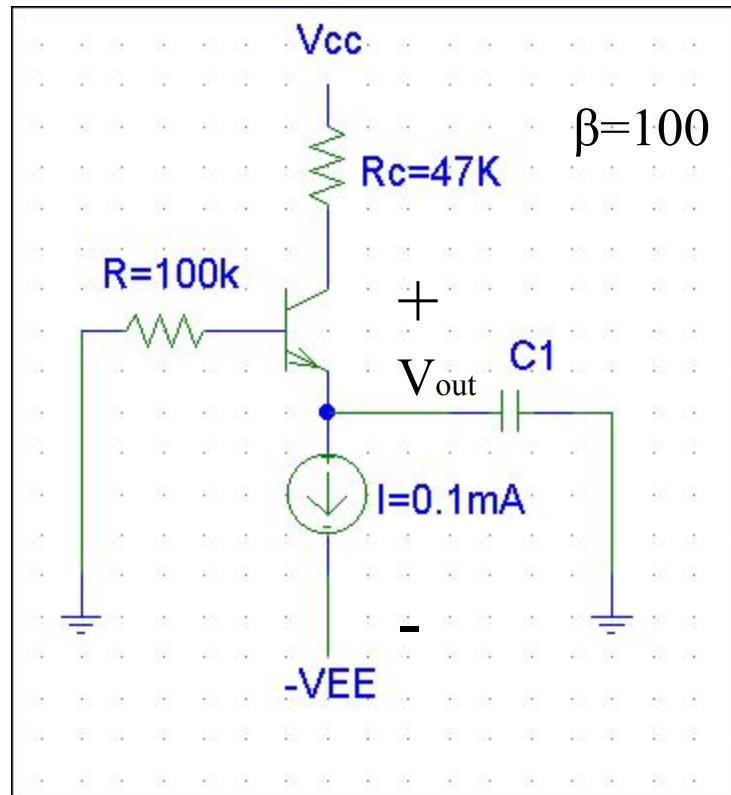 Vcc
β=100
Rc=47K
R=100k
+
Vout
C1
I=0.1mA
-
-VEE